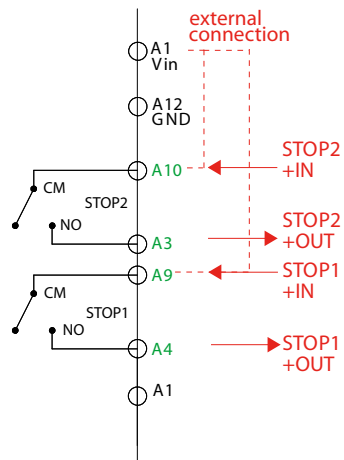 external
connection
A1
Vin
A12
GND
A10
STOP2
+IN
CM
STOP2
NO
A3
STOP2
+OUT
A9
STOP1
+IN
CM
STOP1
NO
A4
STOP1
+OUT
A1